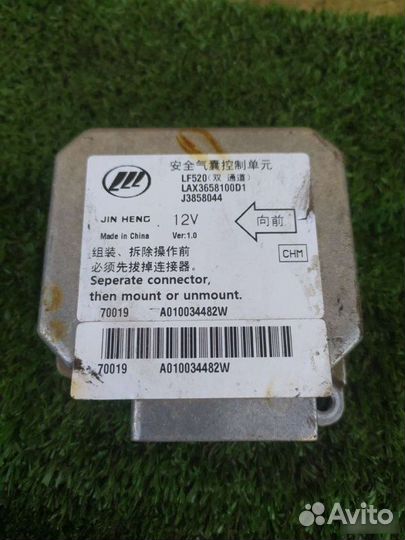 安全气囊控制单元
LF520(双 通道)
LAX3658100D1
J3858044
JIN HENG 12V
向前
Made in China Ver:1.0
CHM
组装、拆除操作前
必须先拔掉连接器。
Seperate connector,
then mount or unmount.
70019 A010034482W
70019 A010034482W
Avito